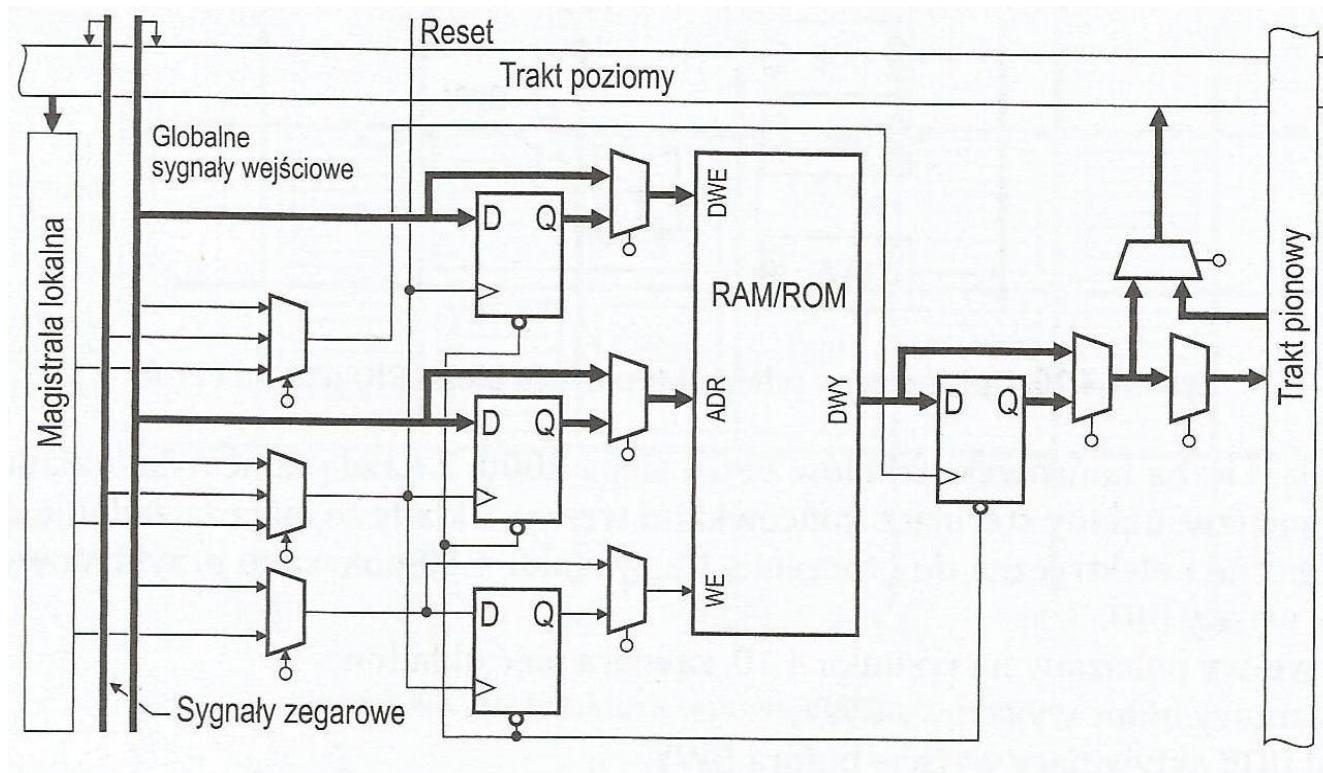 Reset
Trakt poziomy
Globalne
sygnały wejściowe
Magistrala lokalna
D Q
DWE
RAM/ROM
Trakt pionowy
D Q
ADR
DWY
D Q
D Q
WE
Sygnały zegarowe